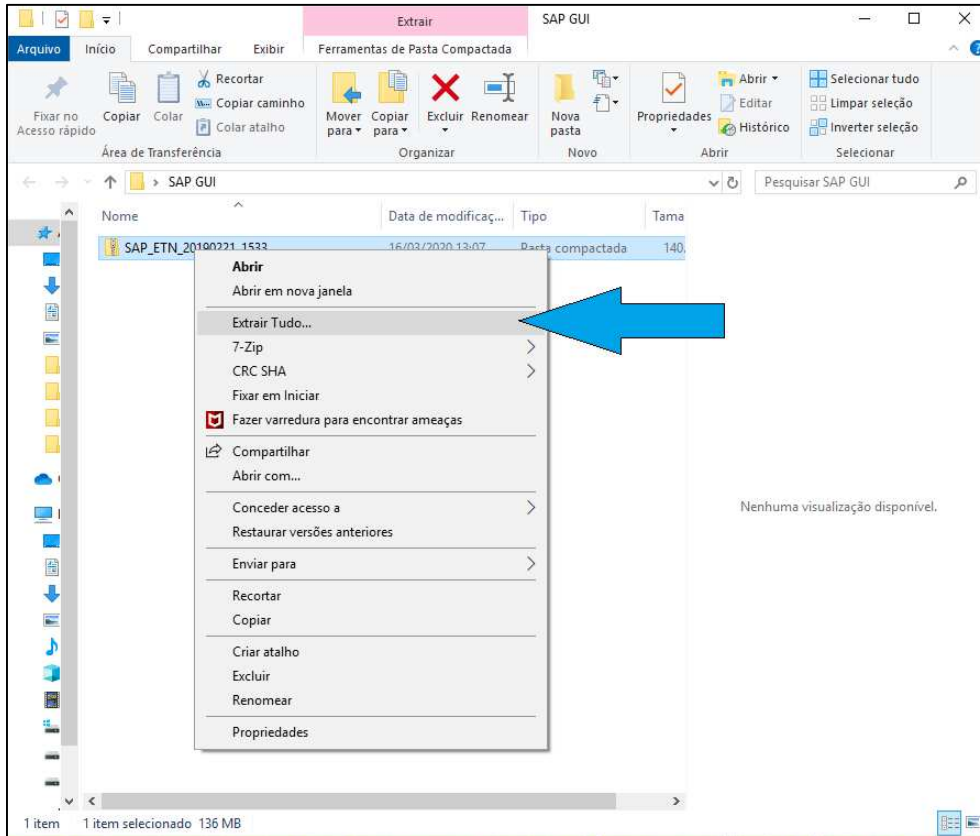 Extrair
SAP GUI
Arquivo
Início
Compartilhar
Exibir
Ferramentas de Pasta Compactada
Fixar no
Acesso rápido
Copiar
Colar
Recortar
Copiar caminho
Colar atalho
Área de Transferência
Mover
para
Copiar
para
Excluir
Renomear
Organizar
Nova
pasta
Novo
Propriedades
Abrir
Editar
Histórico
Abrir
Selecionar tudo
Limpar seleção
Inverter seleção
Selecionar
SAP GUI
Pesquisar SAP GUI
Nome
Data de modificaç...
Tipo
Tama
SAP_ETN_20190221_1533
16/03/2020 13:07
Pasta compactada
140.
Abrir
Abrir em nova janela
Extrair Tudo...
7-Zip
CRC SHA
Fixar em Iniciar
Fazer varredura para encontrar ameaças
Compartilhar
Abrir com...
Conceder acesso a
Restaurar versões anteriores
Enviar para
Recortar
Copiar
Criar atalho
Excluir
Renomear
Propriedades
Nenhuma visualização disponível.
1 item
1 item selecionado 136 MB